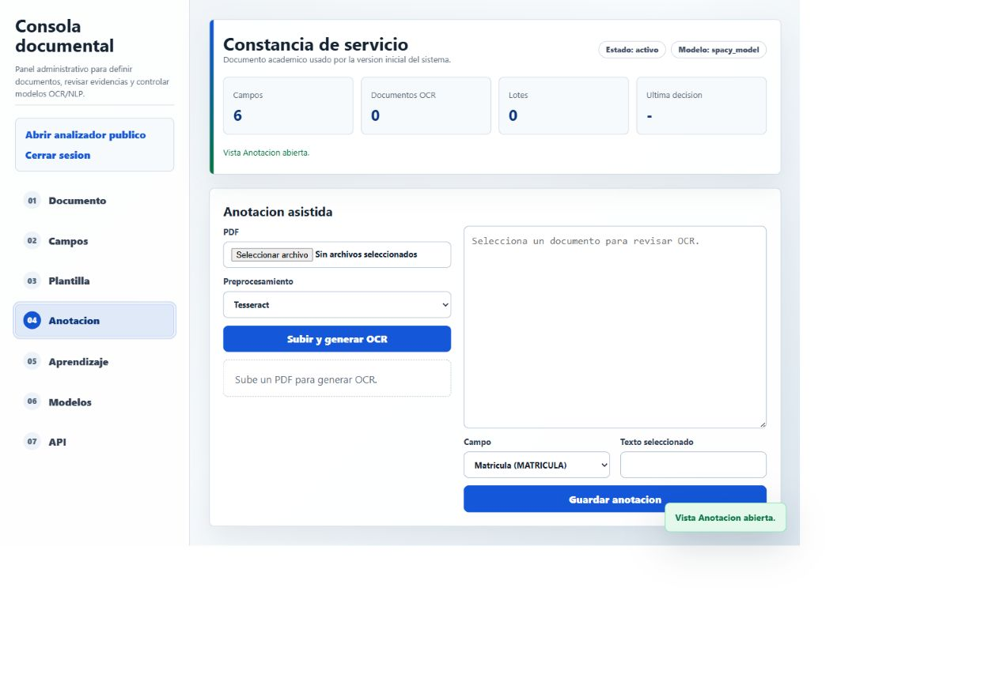 Consola
documental
Panel administrativo para definir
documentos, revisar evidencias y controlar
modelos OCR/NLP.
Abrir analizador publico
Cerrar sesion
01 Documento
02 Campos
03 Plantilla
04 Anotacion
05 Aprendizaje
06 Modelos
07 API
Constancia de servicio
Documento academico usado por la version inicial del sistema.
Estado: activo
Modelo: spacy_model
Campos
6
Documentos OCR
0
Lotes
0
Ultima decision
-
Vista Anotacion abierta.
Anotacion asistida
PDF
Seleccionar archivo Sin archivos seleccionados
Preprocesamiento
Tesseract
Subir y generar OCR
Sube un PDF para generar OCR.
Selecciona un documento para revisar OCR.
Campo
Matricula (MATRICULA)
Texto seleccionado
Guardar anotacion
Vista Anotacion abierta.